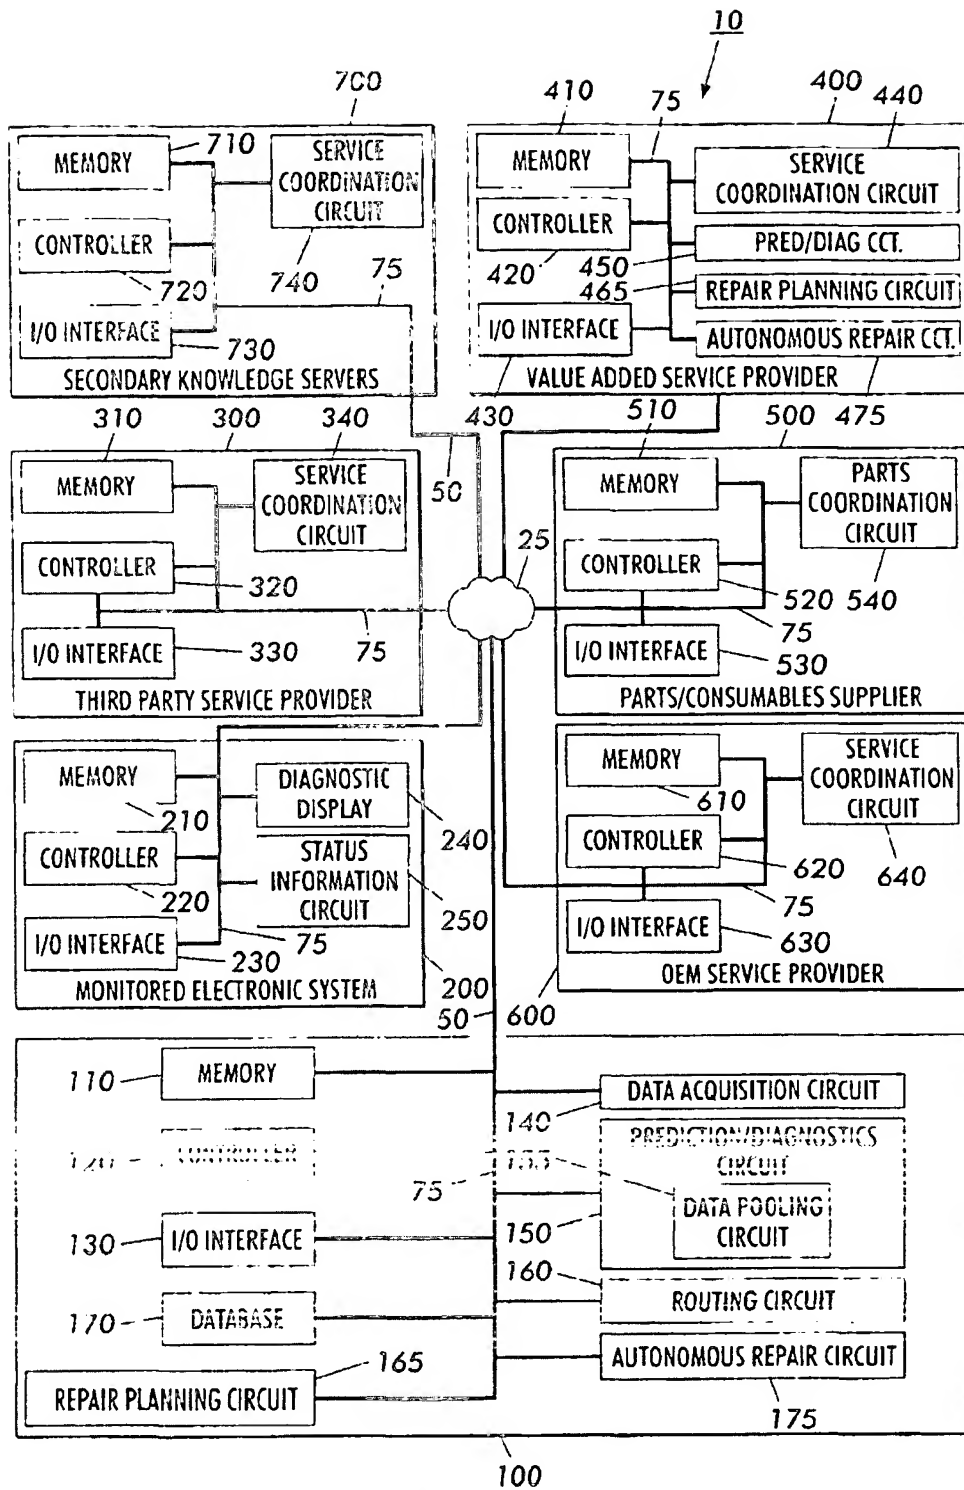 10
700
710
MEMORY
SERVICE
COORDINATION
CIRCUIT
CONTROLLER
720
740
75
I/O INTERFACE
730
SECONDARY KNOWLEDGE SERVERS
410
75
400
440
MEMORY
SERVICE
COORDINATION CIRCUIT
CONTROLLER
420
450
PRED/DIAG CCT.
465
REPAIR PLANNING CIRCUIT
I/O INTERFACE
AUTONOMOUS REPAIR CCT.
VALUE ADDED SERVICE PROVIDER
430
475
310
300
340
MEMORY
SERVICE
COORDINATION
CIRCUIT
50
CONTROLLER
320
I/O INTERFACE
330
75
THIRD PARTY SERVICE PROVIDER
25
510
500
MEMORY
PARTS
COORDINATION
CIRCUIT
CONTROLLER
520
540
75
I/O INTERFACE
530
PARTS/CONSUMABLES SUPPLIER
MEMORY
210
DIAGNOSTIC
DISPLAY
240
CONTROLLER
220
STATUS
INFORMATION
CIRCUIT
250
I/O INTERFACE
230
75
MONITORED ELECTRONIC SYSTEM
200
MEMORY
610
SERVICE
COORDINATION
CIRCUIT
CONTROLLER
620
640
75
I/O INTERFACE
630
OEM SERVICE PROVIDER
50
600
110
MEMORY
DATA ACQUISITION CIRCUIT
140
120
CONTROLLER
PREDICTION/DIAGNOSTICS
CIRCUIT
75
DATA POOLING
CIRCUIT
150
130
I/O INTERFACE
160
ROUTING CIRCUIT
170
DATABASE
AUTONOMOUS REPAIR CIRCUIT
165
REPAIR PLANNING CIRCUIT
175
100